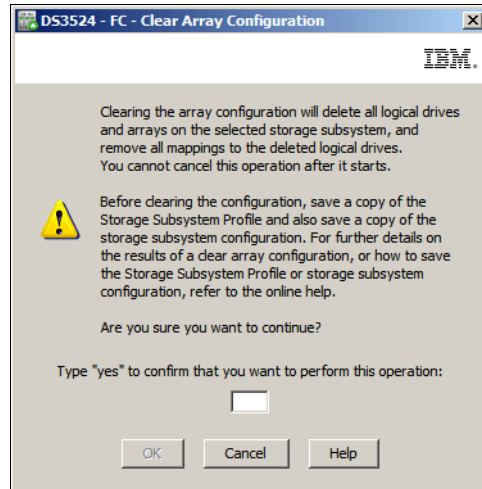 DS3524 - FC - Clear Array Configuration
IBM.
Clearing the array configuration will delete all logical drives
and arrays on the selected storage subsystem, and
remove all mappings to the deleted logical drives.
You cannot cancel this operation after it starts.
Before clearing the configuration, save a copy of the
Storage Subsystem Profile and also save a copy of the
storage subsystem configuration. For further details on
the results of a clear array configuration, or how to save
the Storage Subsystem Profile or storage subsystem
configuration, refer to the online help.
Are you sure you want to continue?
Type "yes" to confirm that you want to perform this operation:
OK Cancel Help